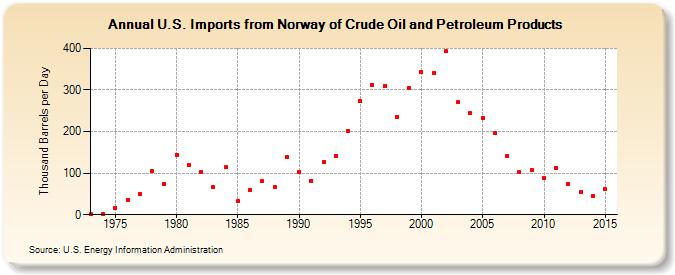 Annual U.S. Imports from Norway of Crude Oil and Petroleum Products
Thousand Barrels per Day
400
300
200
100
0
1975 1980 1985 1990 1995 2000 2005 2010 2015
Source: U.S. Energy Information Administration